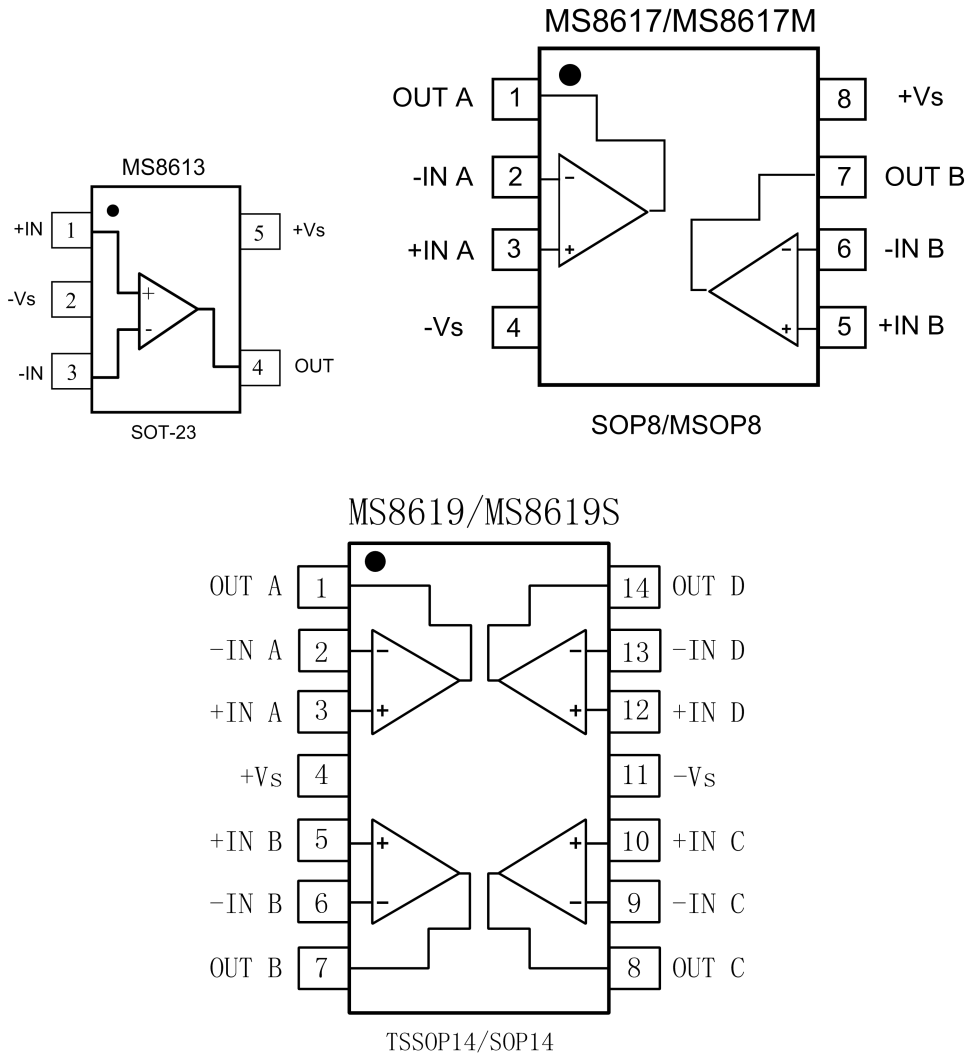 MS8613
+IN 1 5 +Vs
-Vs 2
-IN 3 4 OUT
+
-
SOT-23
MS8617/MS8617M
OUT A 1 8 +Vs
-IN A 2 - 7 OUT B
+IN A 3 + - 6 -IN B
-Vs 4 + 5 +IN B
SOP8/MSOP8
MS8619/MS8619S
OUT A 1 14 OUT D
-IN A 2 - - 13 -IN D
+IN A 3 + + 12 +IN D
+Vs 4 11 -Vs
+IN B 5 + + 10 +IN C
-IN B 6 - - 9 -IN C
OUT B 7 8 OUT C
TSSOP14/SOP14